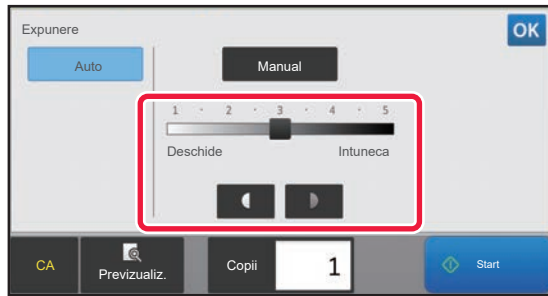 Expunere
OK
Auto
Manual
1 · 2 · 3 · 4 · 5
Deschide
Intuneca
CA
Previzualiz.
Copii
1
Start